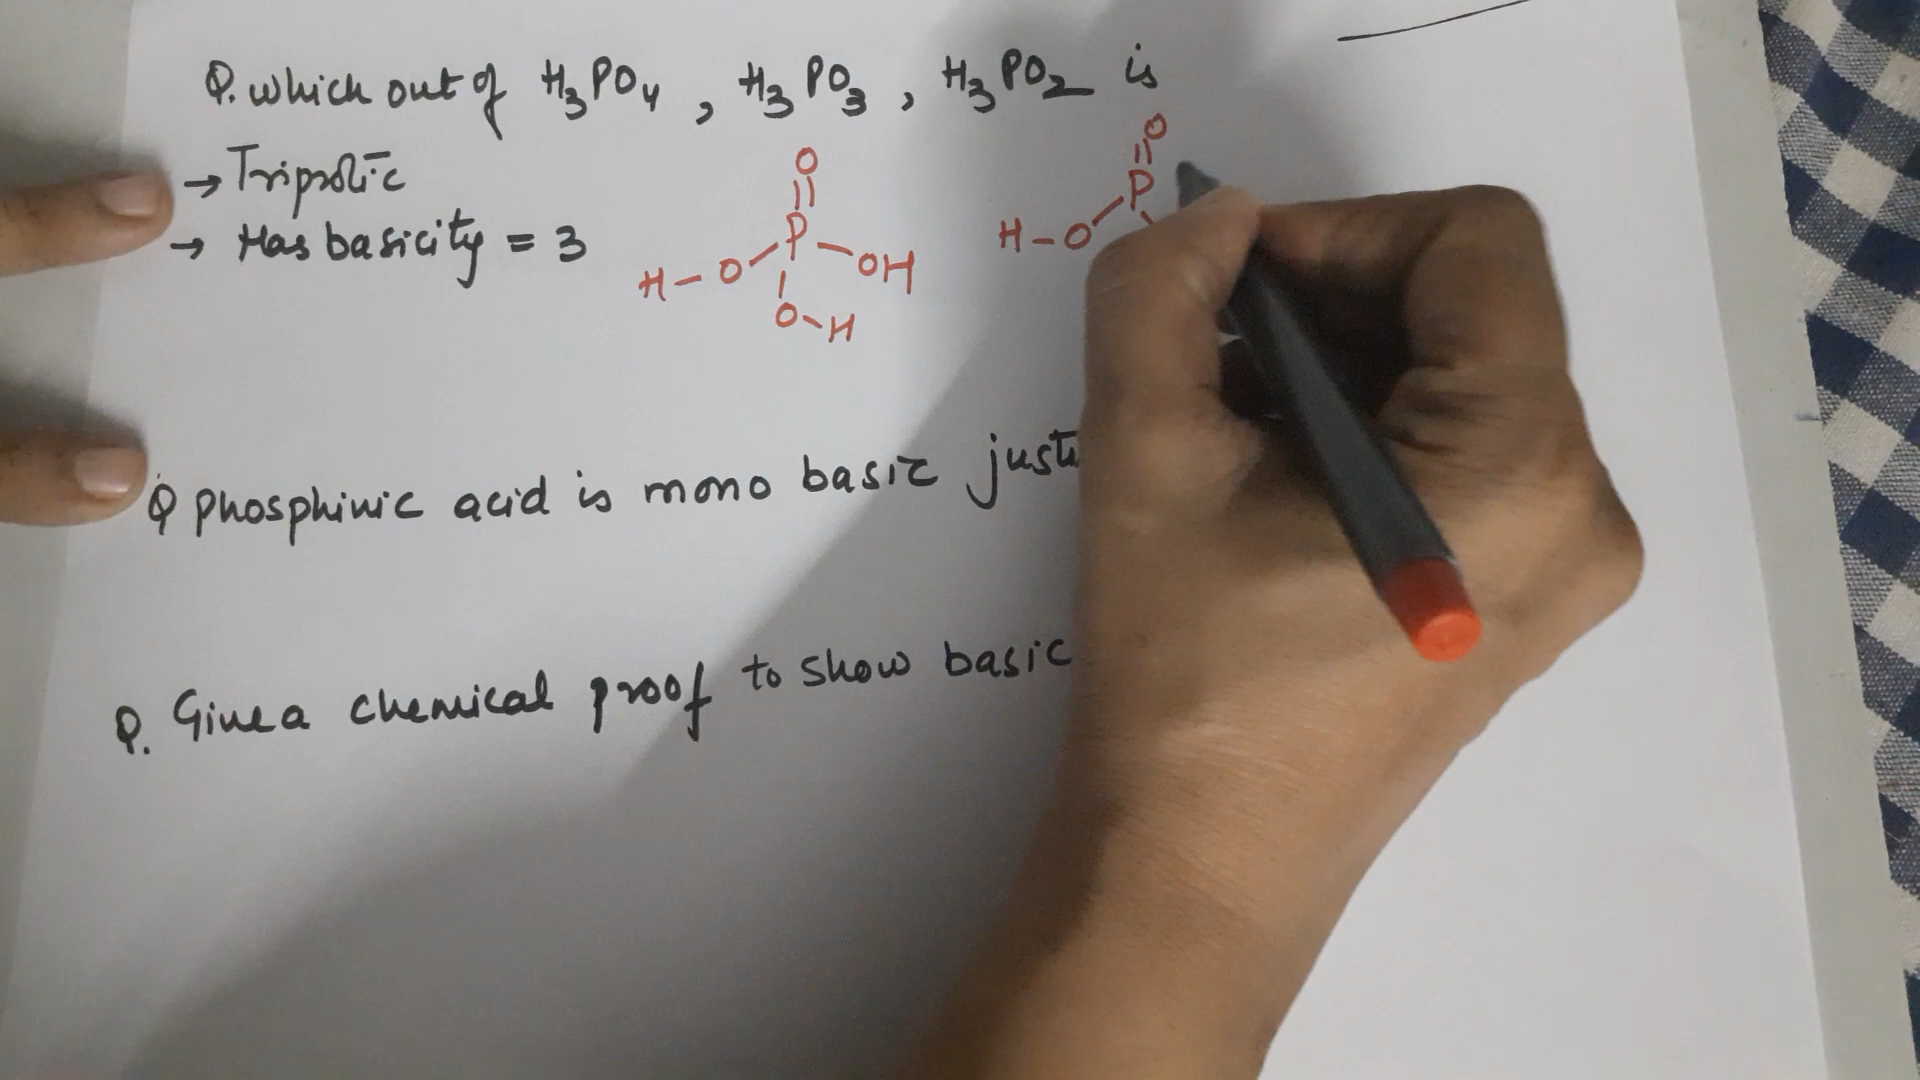 Q. which out of H3PO4, H3PO3, H3PO2 is
→ Triprotic
→ Has basicity = 3
O
P
H-O
OH
O-H
O
P
H-O
Q phosphinic acid is mono basic justi
Q. Give a chemical proof to show basic